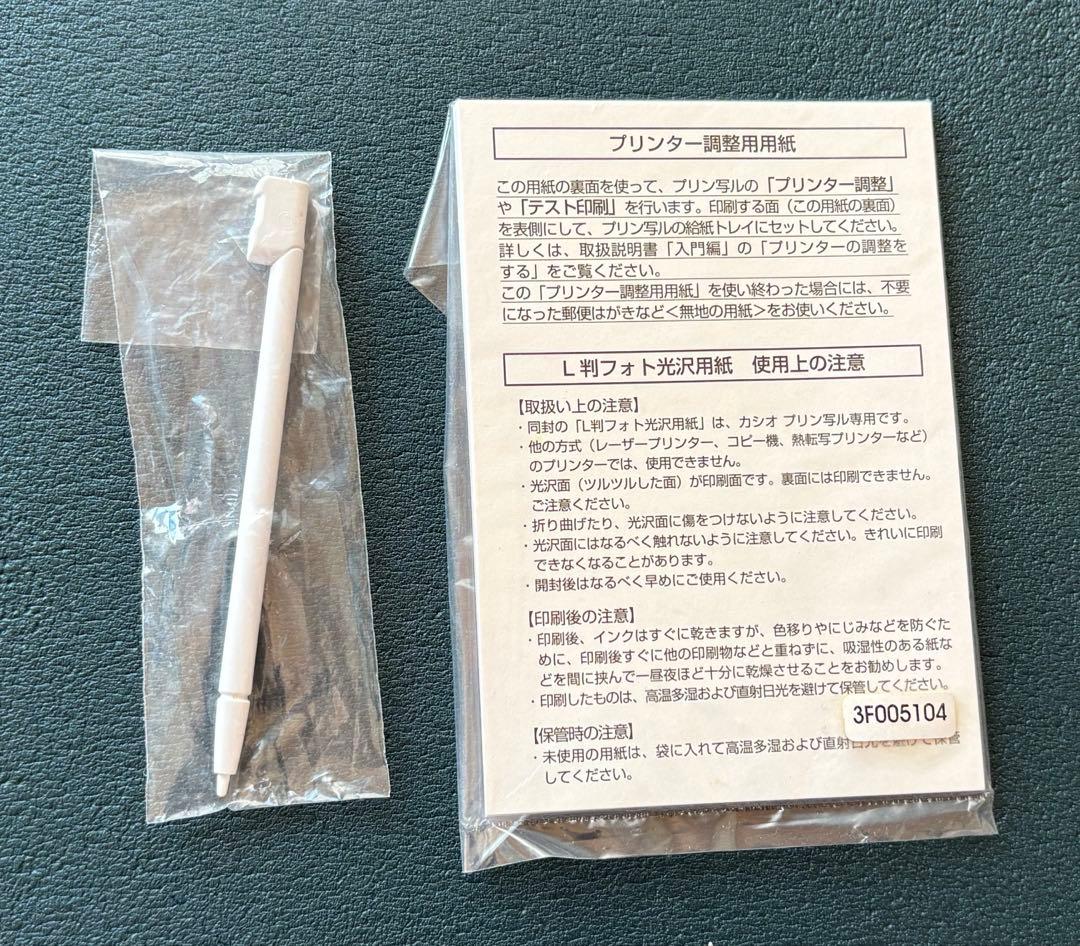 プリンター調整用用紙
この用紙の裏面を使って、プリン写ルの「プリンター調整」
や「テスト印刷」を行います。印刷する面（この用紙の裏面）
を表側にして、プリン写ルの給紙トレイにセットしてください。
詳しくは、取扱説明書「入門編」の「プリンターの調整を
する」をご覧ください。
この「プリンター調整用用紙」を使い終わった場合には、不要
になった郵便はがきなど＜無地の用紙＞をお使いください。
L判フォト光沢用紙　使用上の注意
【取扱い上の注意】
・同封の「L判フォト光沢用紙」は、カシオ プリン写ル専用です。
・他の方式（レーザープリンター、コピー機、熱転写プリンターなど）
のプリンターでは、使用できません。
・光沢面（ツルツルした面）が印刷面です。裏面には印刷できません。
ご注意ください。
・折り曲げたり、光沢面に傷をつけないように注意してください。
・光沢面にはなるべく触れないように注意してください。きれいに印刷
できなくなることがあります。
・開封後はなるべく早めにご使用ください。
【印刷後の注意】
・印刷後、インクはすぐに乾きますが、色移りやにじみなどを防ぐた
めに、印刷後すぐに他の印刷物などと重ねずに、吸湿性のある紙な
どを間に挟んで一昼夜ほど十分に乾燥させることをお勧めします。
・印刷したものは、高温多湿および直射日光を避けて保管してください。
3F005104
【保管時の注意】
・未使用の用紙は、袋に入れて高温多湿および直射日光を避けて保管
してください。